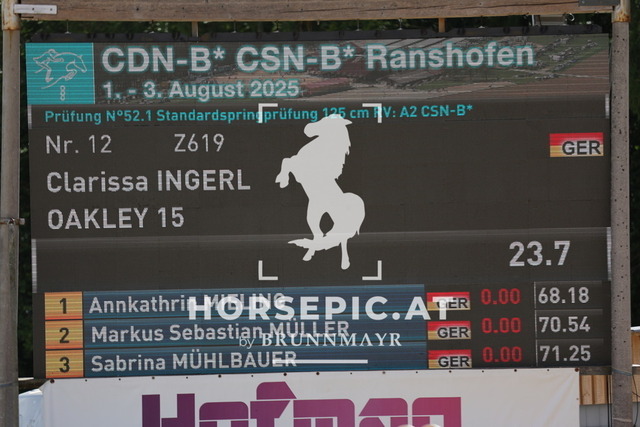 CDN-B* CSN-B* Ranshofen
1. - 3. August 2025
Prüfung N°52.1 Standardspringprüfung 125 cm RV: A2 CSN-B*
Nr. 12 Z619 GER
Clarissa INGERL
OAKLEY 15
23.7
1 Annkathrin GER 0.00 68.18
HORSEPIC.AT
2 Markus Sebastian MÜLLER GER 0.00 70.54
by BRUNNMAYR
3 Sabrina MÜHLBAUER GER 0.00 71.25